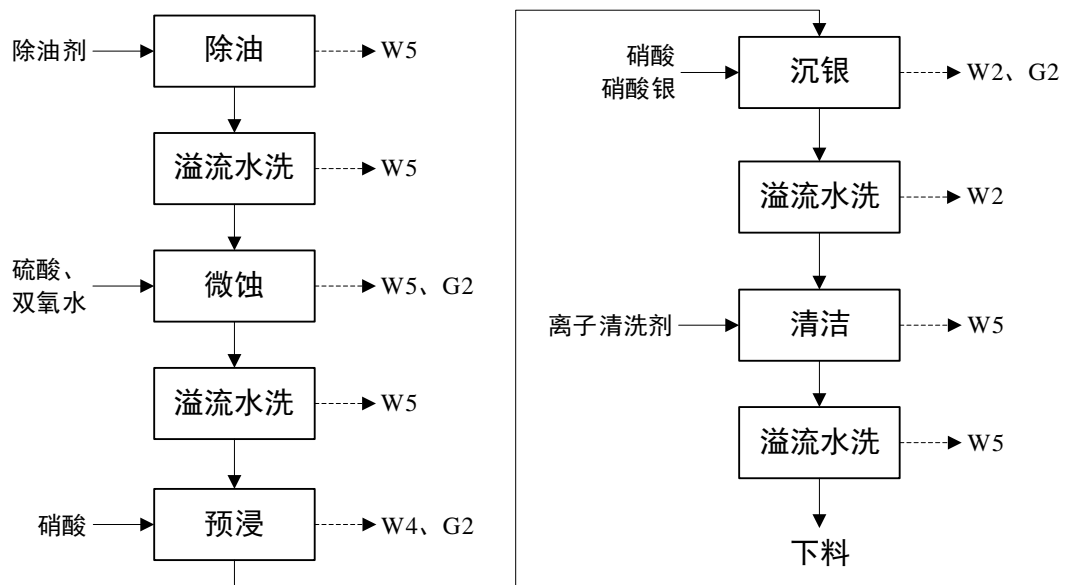 除油剂
除油
W5
溢流水洗
W5
硫酸、
双氧水
微蚀
W5、G2
溢流水洗
W5
硝酸
预浸
W4、G2
硝酸
硝酸银
沉银
W2、G2
溢流水洗
W2
离子清洗剂
清洁
W5
溢流水洗
W5
下料